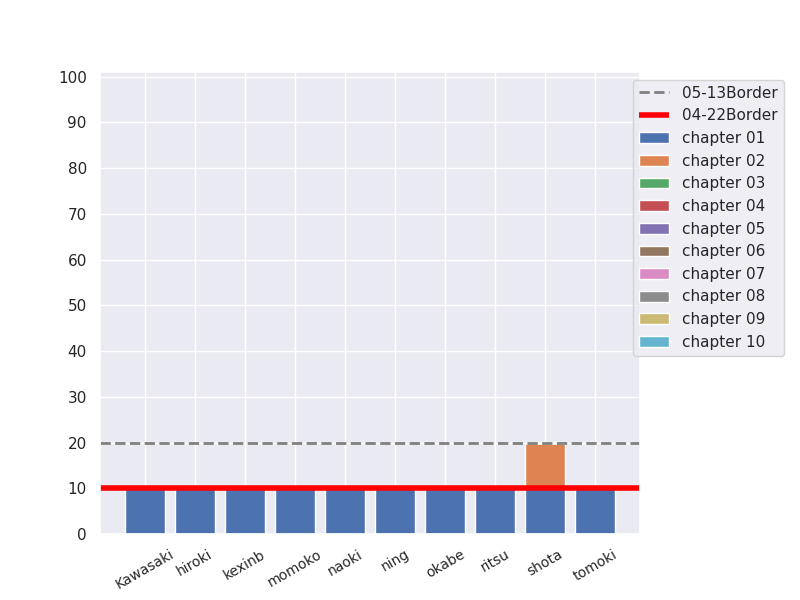 100
90
80
70
60
50
40
30
20
10
0
Kawasaki
hiroki
kexinb
momoko
naoki
ning
okabe
ritsu
shota
tomoki
05-13Border
04-22Border
chapter 01
chapter 02
chapter 03
chapter 04
chapter 05
chapter 06
chapter 07
chapter 08
chapter 09
chapter 10